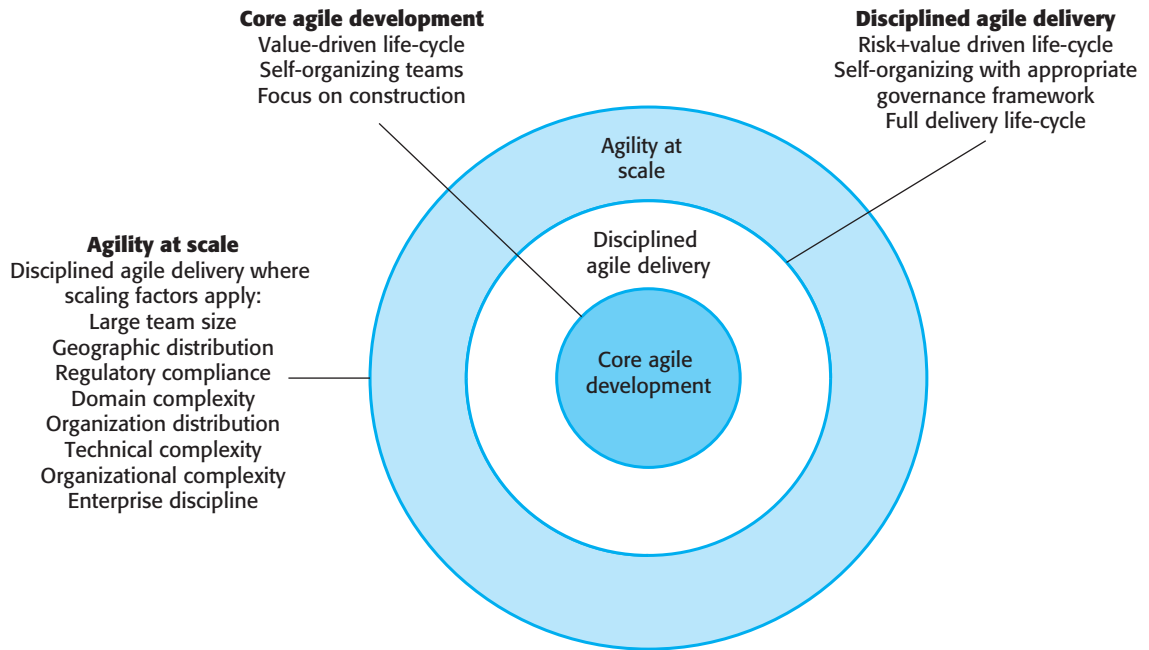 Core agile development
Value-driven life-cycle
Self-organizing teams
Focus on construction
Disciplined agile delivery
Risk+value driven life-cycle
Self-organizing with appropriate
governance framework
Full delivery life-cycle
Agility at scale
Disciplined agile delivery where
scaling factors apply:
Large team size
Geographic distribution
Regulatory compliance
Domain complexity
Organization distribution
Technical complexity
Organizational complexity
Enterprise discipline
Agility at
scale
Disciplined
agile delivery
Core agile
development